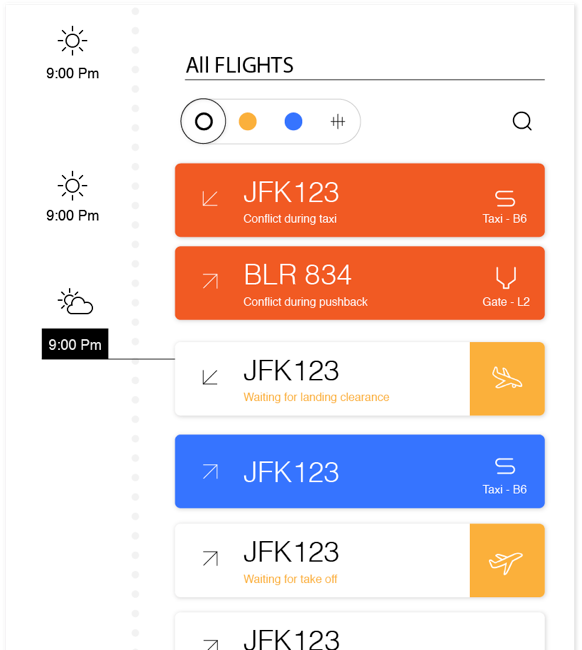 9:00 Pm
All FLIGHTS
9:00 Pm
JFK123
Conflict during taxi
Taxi - B6
BLR 834
Conflict during pushback
Gate - L2
9:00 Pm
JFK123
Waiting for landing clearance
JFK123
Taxi - B6
JFK123
Waiting for take off
JFK123